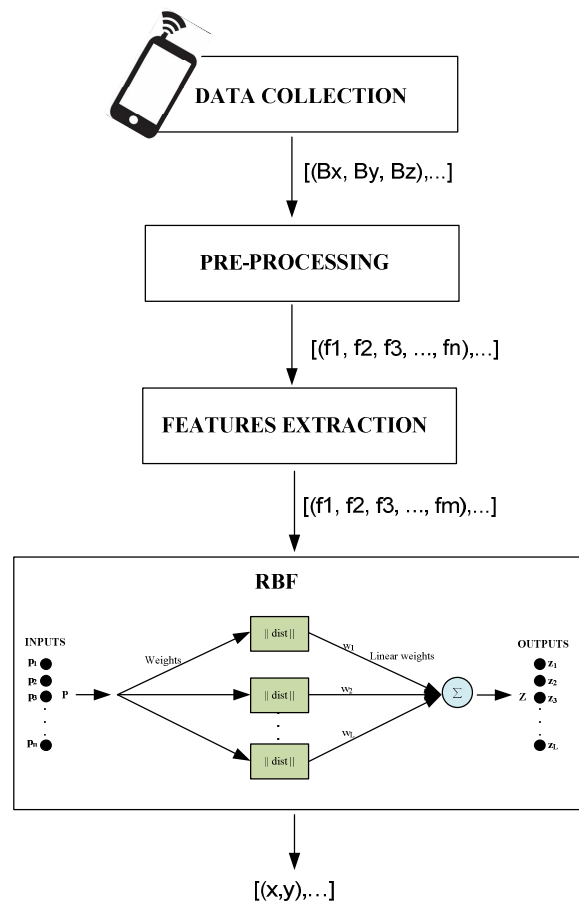 DATA COLLECTION
[(Bx, By, Bz),...]
PRE-PROCESSING
[(f1, f2, f3, ..., fn),...]
FEATURES EXTRACTION
[(f1, f2, f3, ..., fm),...]
RBF
INPUTS
p1
p2
p3
pn
P
Weights
|| dist ||
|| dist ||
|| dist ||
w1
w2
wL
Linear weights
Σ
Z
OUTPUTS
z1
z2
z3
zL
[(x,y),...]